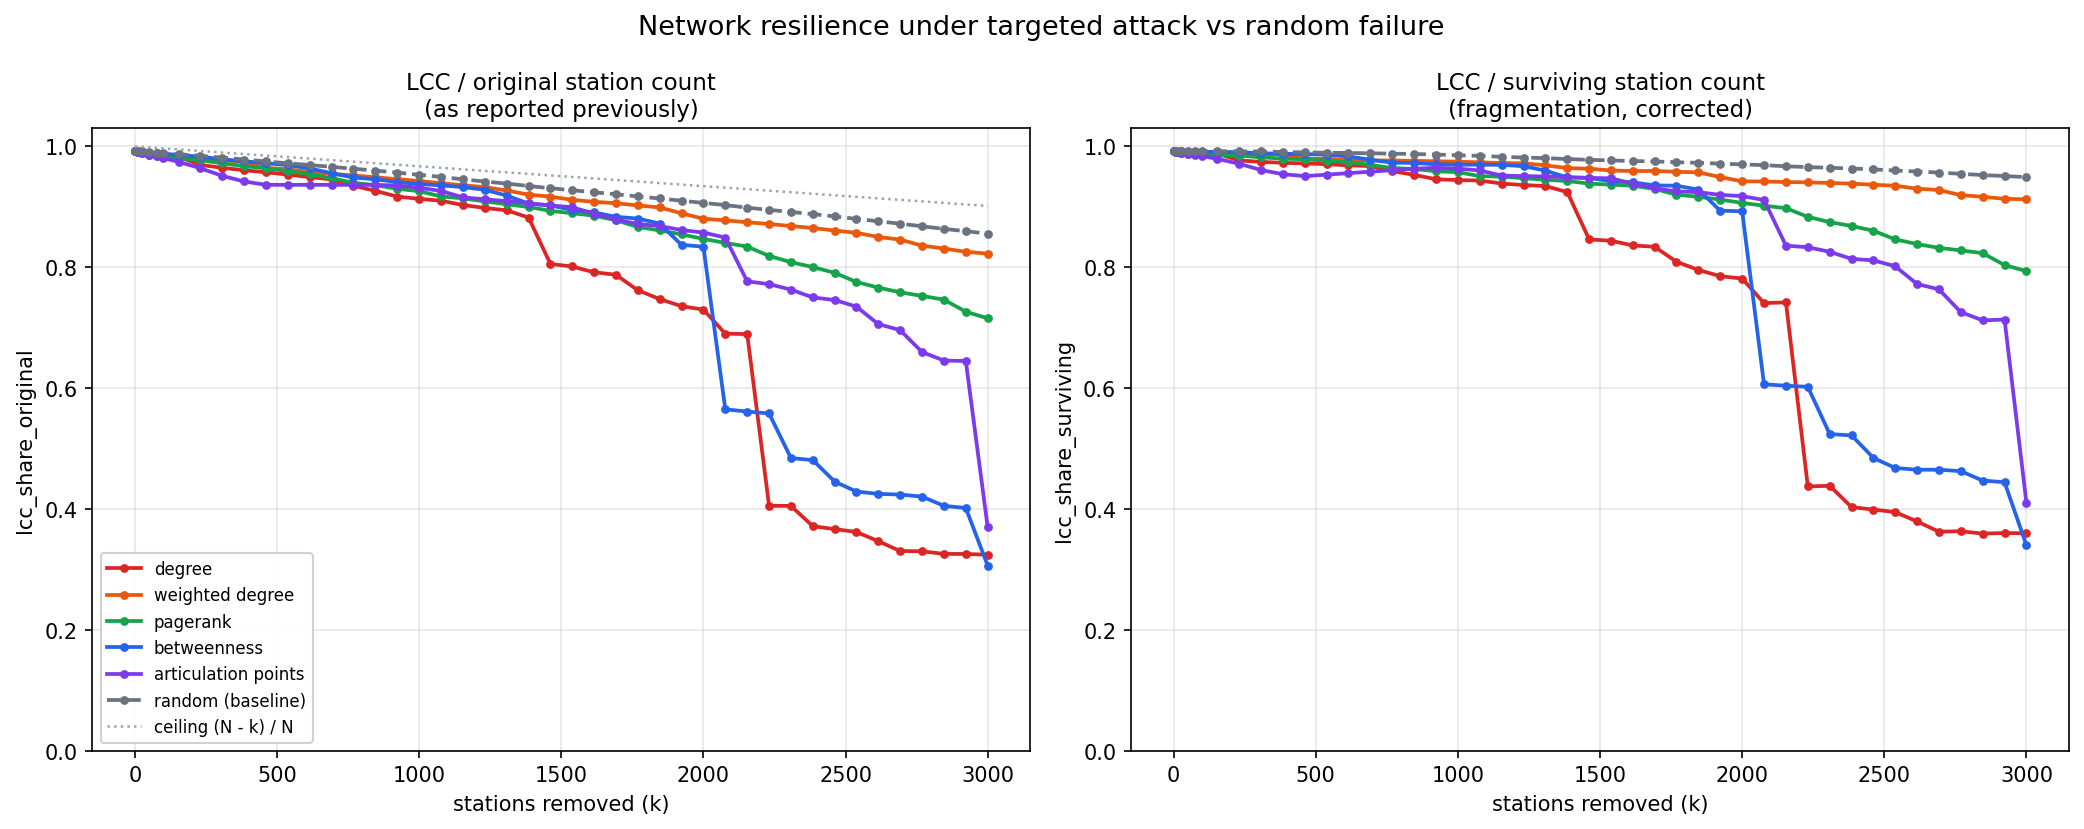 Network resilience under targeted attack vs random failure
LCC / original station count
(as reported previously)
lcc_share_original
1.0
0.8
0.6
0.4
0.2
0.0
degree
weighted degree
pagerank
betweenness
articulation points
random (baseline)
ceiling (N - k) / N
0 500 1000 1500 2000 2500 3000
stations removed (k)
LCC / surviving station count
(fragmentation, corrected)
lcc_share_surviving
1.0
0.8
0.6
0.4
0.2
0.0
0 500 1000 1500 2000 2500 3000
stations removed (k)